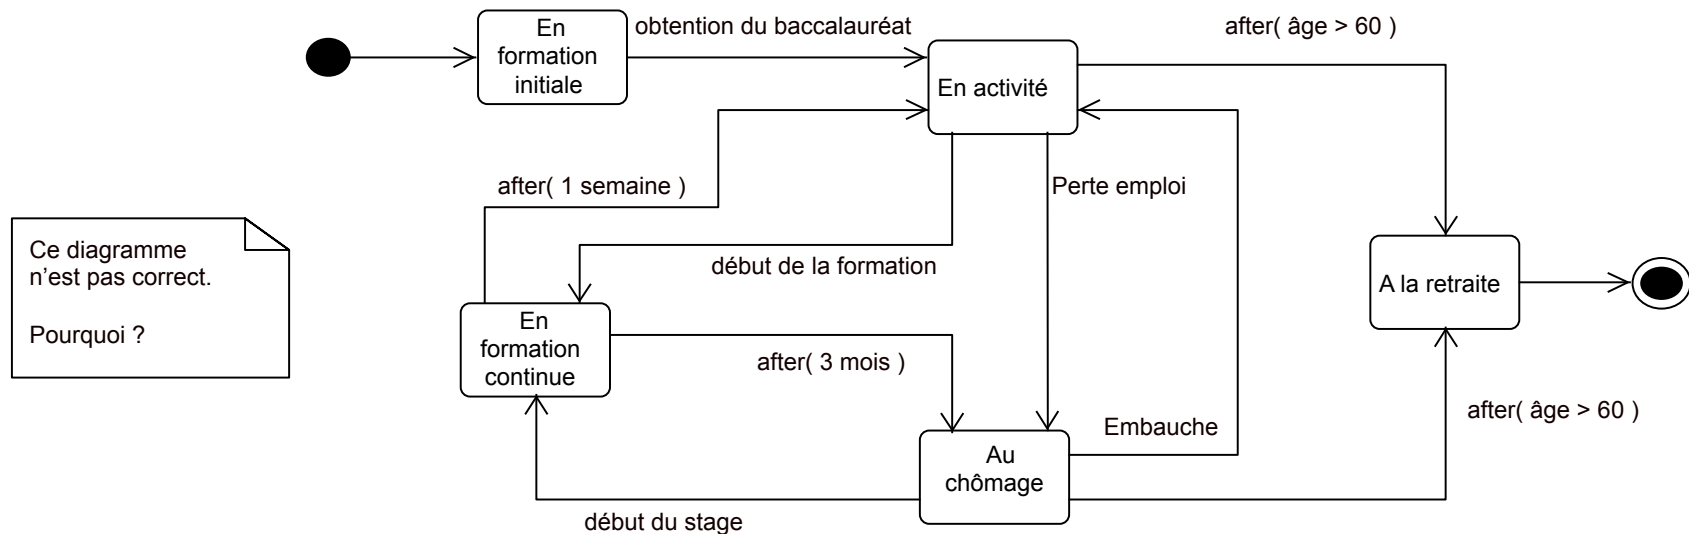 En
formation
initiale
obtention du baccalauréat
En activité
after( âge > 60 )
after( 1 semaine )
Perte emploi
Ce diagramme
n'est pas correct.
Pourquoi ?
début de la formation
A la retraite
En
formation
continue
after( 3 mois )
after( âge > 60 )
Embauche
Au
chômage
début du stage